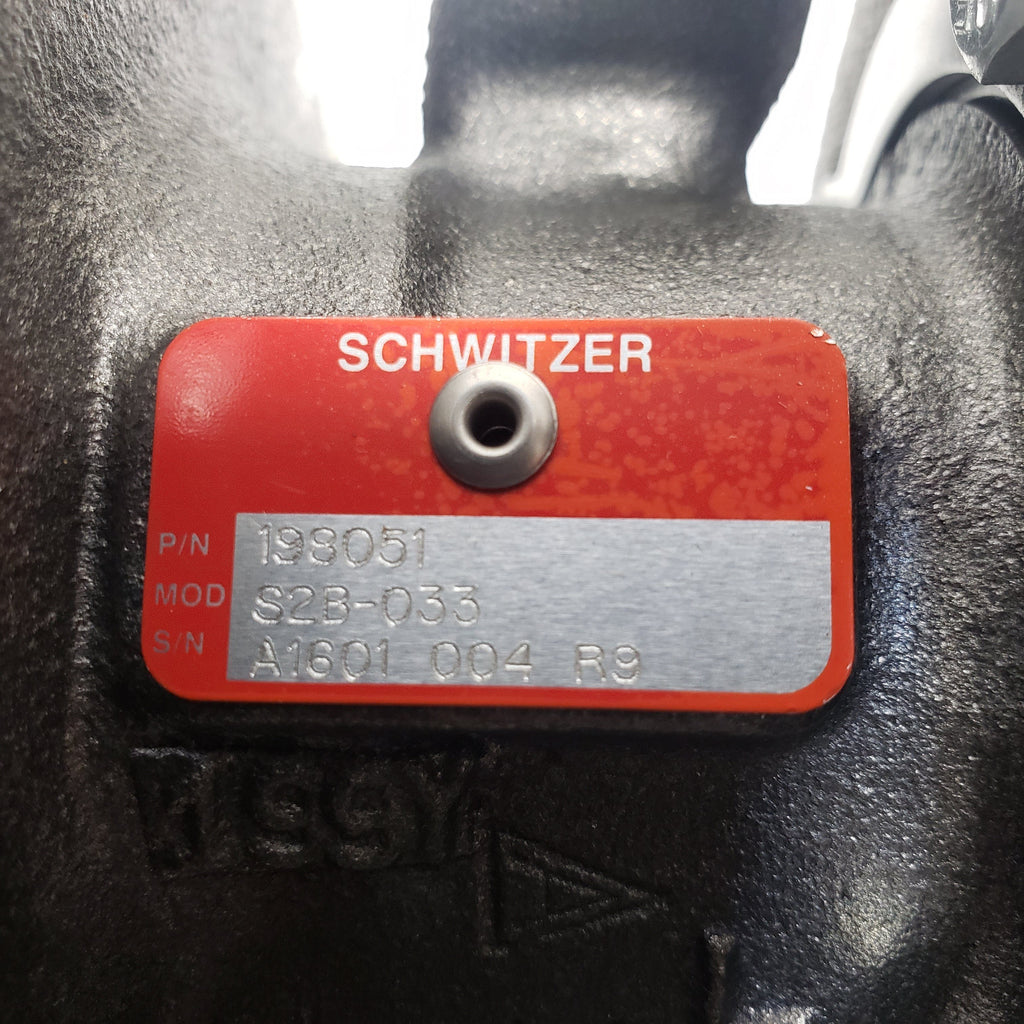 SCHWITZER
P/N 198051
MOD S2B-033
S/N A1601 004 R9